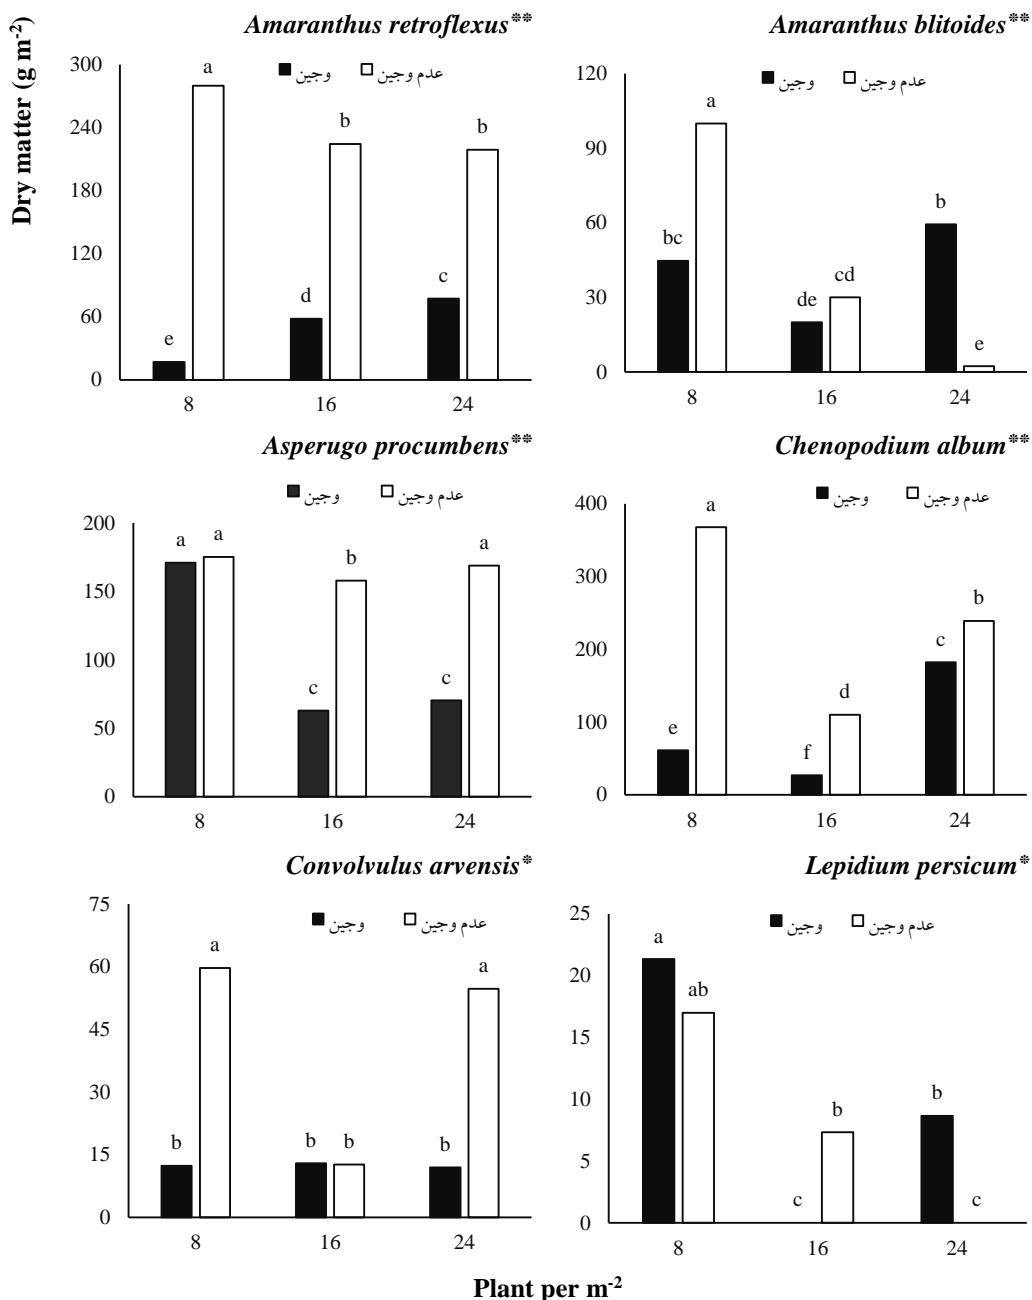 Dry matter (g m-2)
Amaranthus retroflexus**
وجین عدم وجین
300
240
180
120
60
0
a
b
b
e
d
c
8 16 24
Amaranthus blitoides**
وجین عدم وجین
120
90
60
30
0
a
bc
b
de
cd
e
8 16 24
Asperugo procumbens**
وجین عدم وجین
200
150
100
50
0
a a b a
c c
8 16 24
Chenopodium album**
وجین عدم وجین
400
300
200
100
0
a
b
c
d
e
f
8 16 24
Convolvulus arvensis*
وجین عدم وجین
75
60
45
30
15
0
a a
b b b b
8 16 24
Lepidium persicum*
وجین عدم وجین
25
20
15
10
5
0
a
ab
b b
c c
8 16 24
Plant per m-2